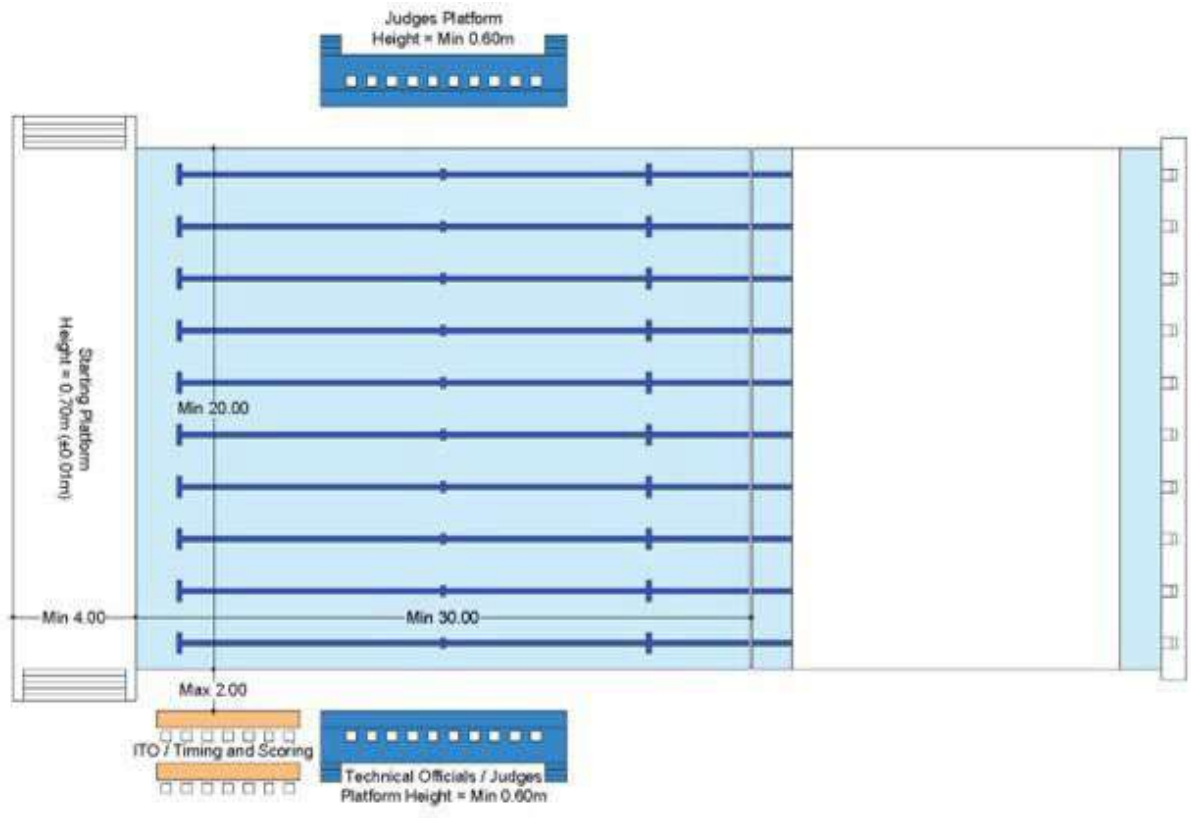 Judges Platform
Height = Min 0.60m
Starting Platform
Height = 0.70m (±0.01m)
Min 20.00
Min 4.00
Min 30.00
Max 2.00
ITO / Timing and Scoring
Technical Officials / Judges
Platform Height = Min 0.60m